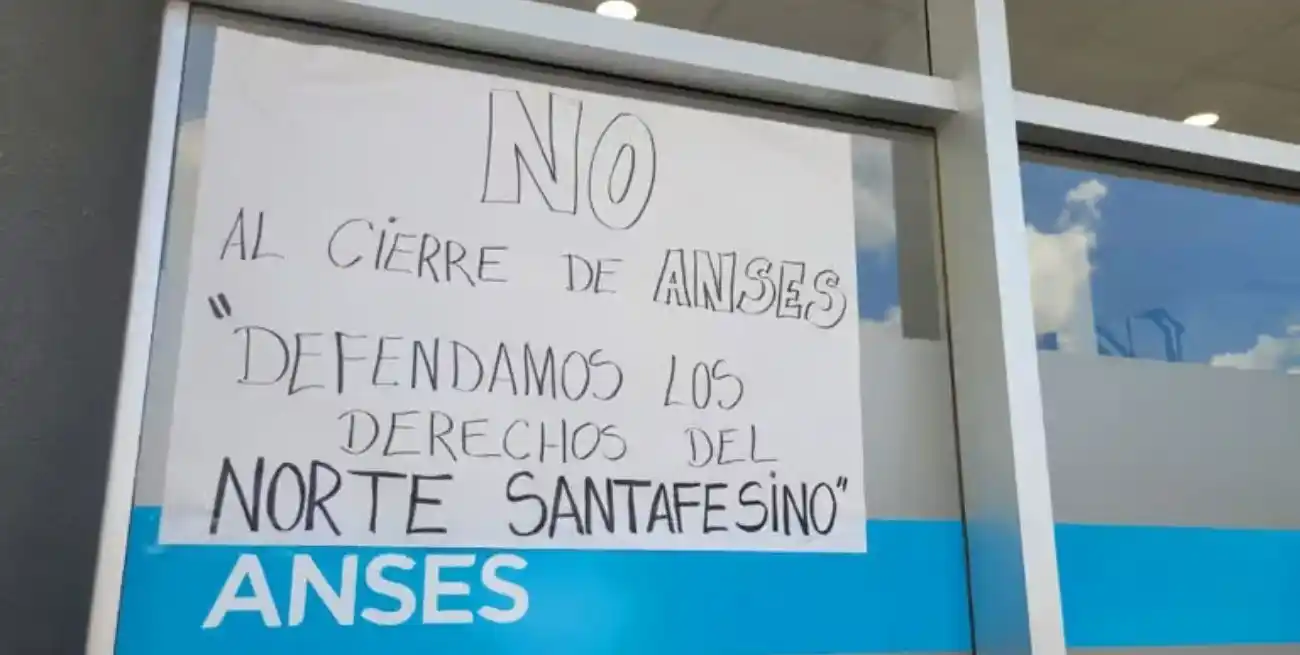 NO
AL CIERRE DE ANSES
"DEFENDAMOS LOS
DERECHOS DEL
NORTE SANTAFESINO"
ANSES